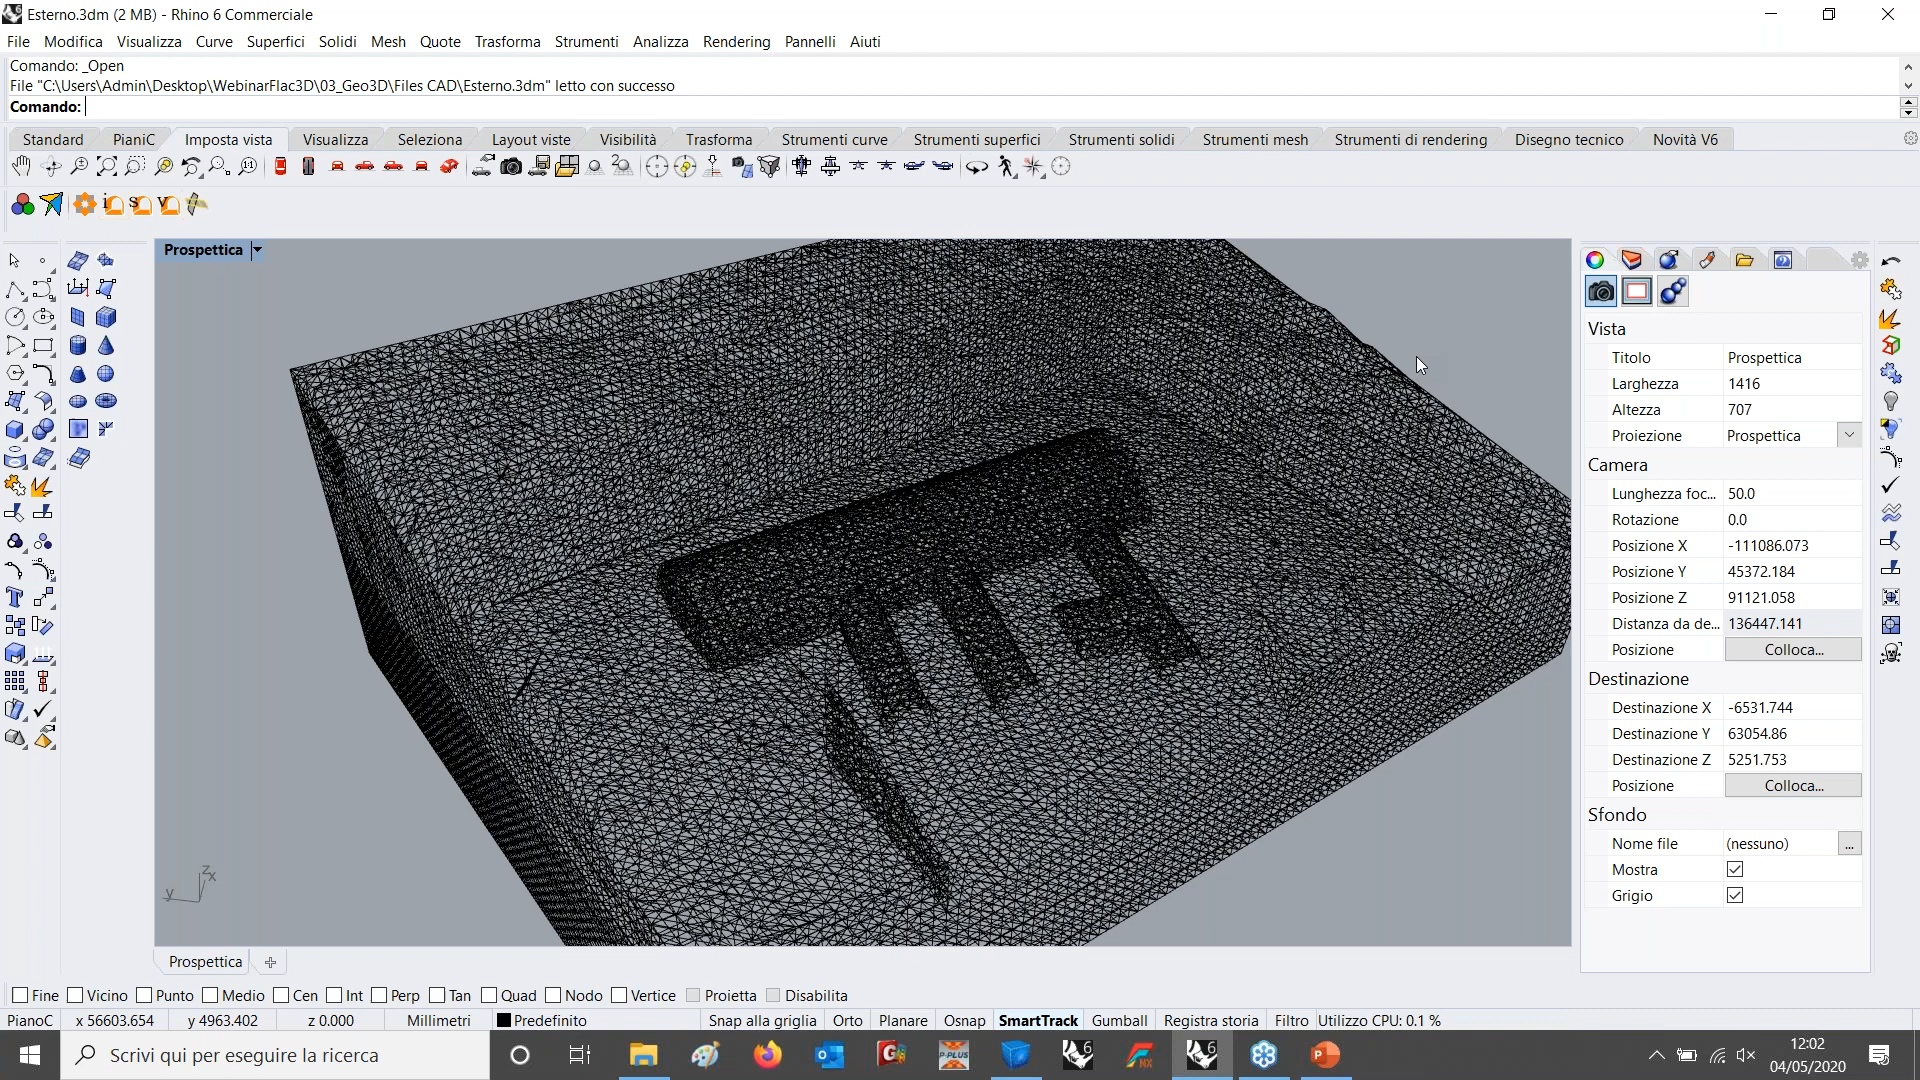 Esterno.3dm (2 MB) - Rhino 6 Commerciale
File Modifica Visualizza Curve Superfici Solidi Mesh Quote Trasforma Strumenti Analizza Rendering Pannelli Aiuti
Comando: _Open
File "C:\Users\Admin\Desktop\WebinarFlac3D\03_Geo3D\Files CAD\Esterno.3dm" letto con successo
Comando:
Standard PianiC Imposta vista Visualizza Seleziona Layout viste Visibilità Trasforma Strumenti curve Strumenti superfici Strumenti solidi Strumenti mesh Strumenti di rendering Disegno tecnico Novità V6
Prospettica
Vista
Titolo Prospettica
Larghezza 1416
Altezza 707
Proiezione Prospettica
Camera
Lunghezza foc... 50.0
Rotazione 0.0
Posizione X -111086.073
Posizione Y 45372.184
Posizione Z 91121.058
Distanza da de... 136447.141
Posizione Colloca...
Destinazione
Destinazione X -6531.744
Destinazione Y 63054.86
Destinazione Z 5251.753
Posizione Colloca...
Sfondo
Nome file (nessuno) ...
Mostra
Grigio
z
x
y
Prospettica
Fine Vicino Punto Medio Cen Int Perp Tan Quad Nodo Vertice Proietta Disabilita
PianoC x 56603.654 y 4963.402 z 0.000 Millimetri Predefinito Snap alla griglia Orto Planare Osnap SmartTrack Gumball Registra storia Filtro Utilizzo CPU: 0.1 %
Scrivi qui per eseguire la ricerca
12:02
04/05/2020